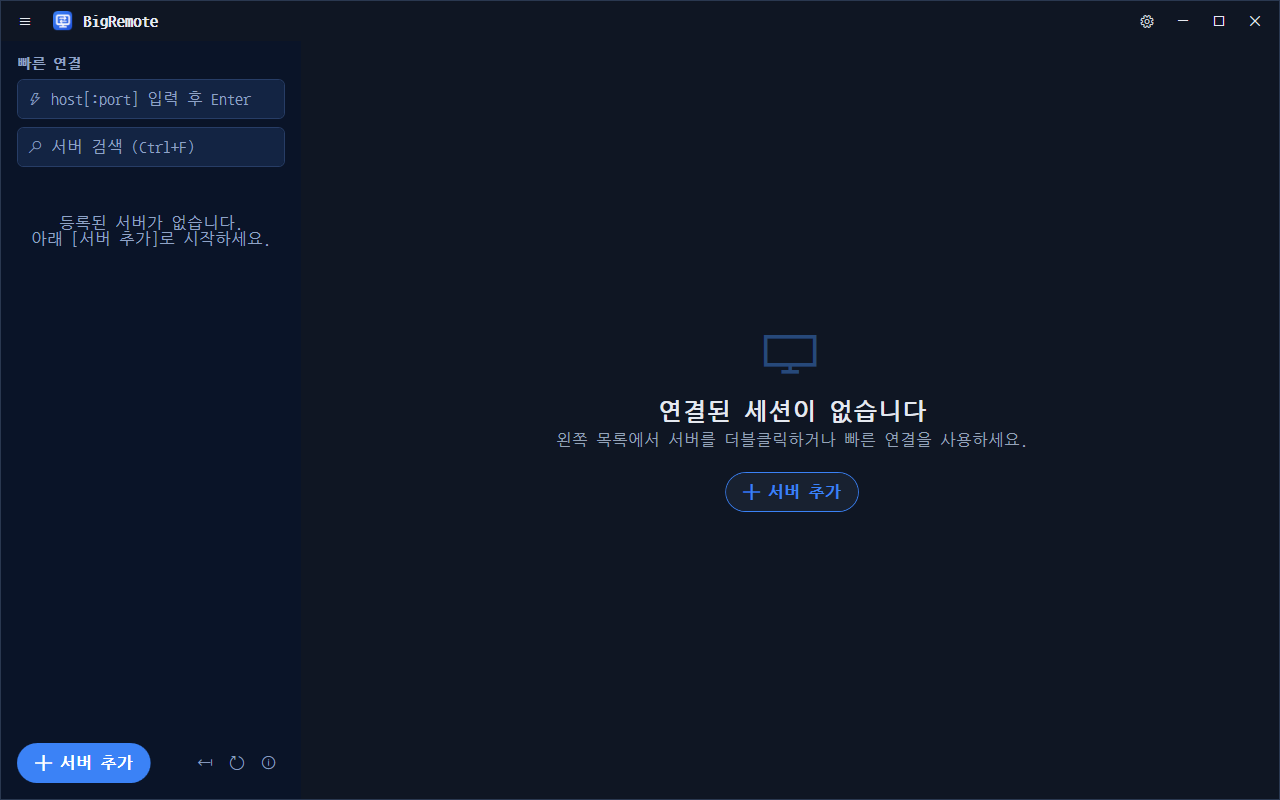 BigRemote
빠른 연결
host[:port] 입력 후 Enter
서버 검색 (Ctrl+F)
등록된 서버가 없습니다.
아래 [서버 추가]로 시작하세요.
연결된 세션이 없습니다
왼쪽 목록에서 서버를 더블클릭하거나 빠른 연결을 사용하세요.
서버 추가
서버 추가